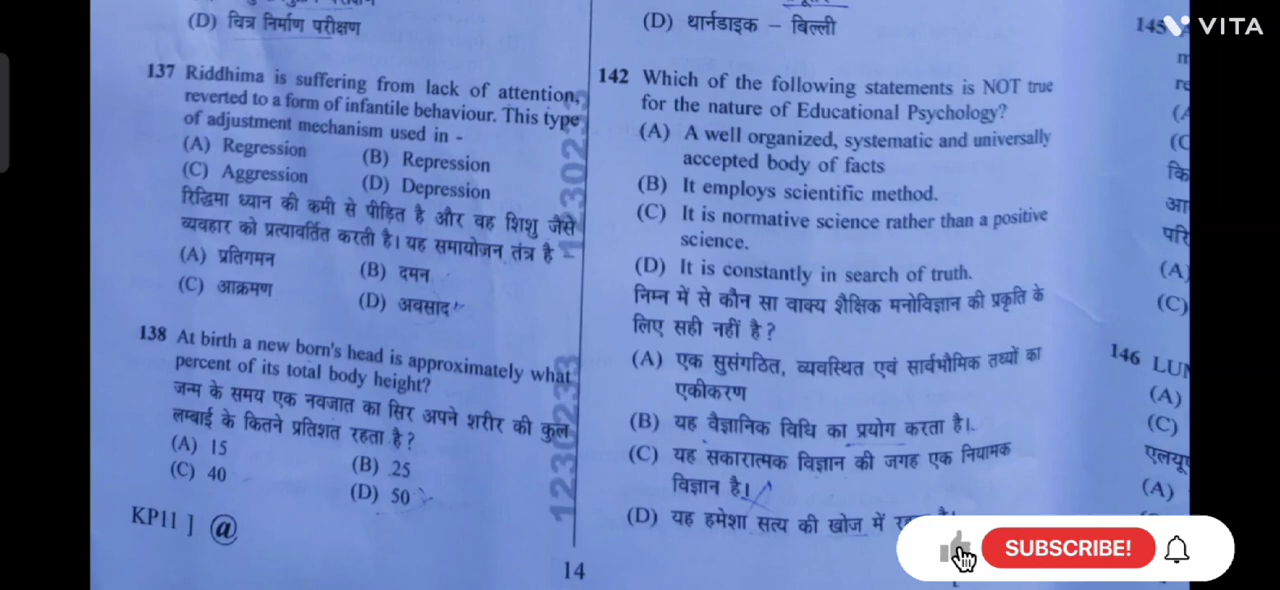 (D) चित्र निर्माण परीक्षण
137 Riddhima is suffering from lack of attention,
reverted to a form of infantile behaviour. This type
of adjustment mechanism used in -
(A) Regression (B) Repression
(C) Aggression (D) Depression
रिद्धिमा ध्यान की कमी से पीड़ित है और वह शिशु जैसे
व्यवहार को प्रत्यावर्तित करती है। यह समायोजन तंत्र है –
(A) प्रतिगमन (B) दमन
(C) आक्रमण (D) अवसाद
138 At birth a new born's head is approximately what
percent of its total body height?
जन्म के समय एक नवजात का सिर अपने शरीर की कुल
लम्बाई के कितने प्रतिशत रहता है?
(A) 15 (B) 25
(C) 40 (D) 50
KP11 ] @
1230233
1230233
14
(D) थार्नडाइक – बिल्ली
142 Which of the following statements is NOT true
for the nature of Educational Psychology?
(A) A well organized, systematic and universally
accepted body of facts
(B) It employs scientific method.
(C) It is normative science rather than a positive
science.
(D) It is constantly in search of truth.
निम्न में से कौन सा वाक्य शैक्षिक मनोविज्ञान की प्रकृति के
लिए सही नहीं है?
(A) एक सुसंगठित, व्यवस्थित एवं सार्वभौमिक तथ्यों का
एकीकरण
(B) यह वैज्ञानिक विधि का प्रयोग करता है।
(C) यह सकारात्मक विज्ञान की जगह एक नियामक
विज्ञान है।
(D) यह हमेशा सत्य की खोज में
145
(A)
(C)
146 LUN
(A)
(C)
(A)
VITA
SUBSCRIBE!